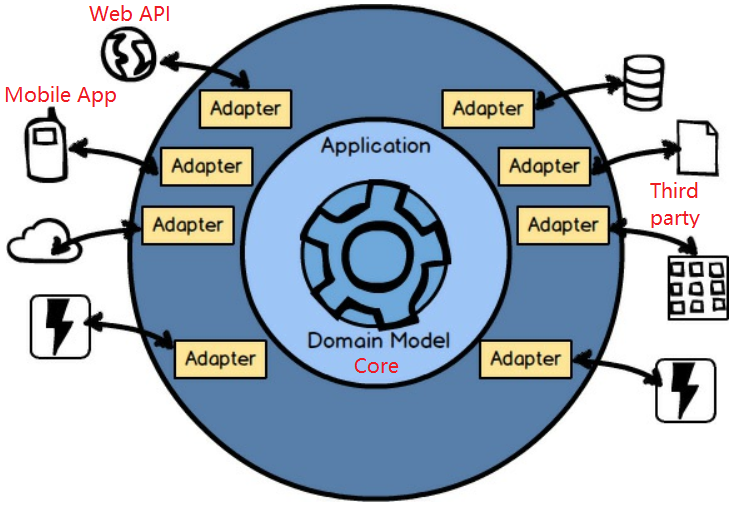 Web API
Mobile App
Adapter
Adapter
Adapter
Adapter
Application
Domain Model
Core
Adapter
Adapter
Adapter
Adapter
Third
party